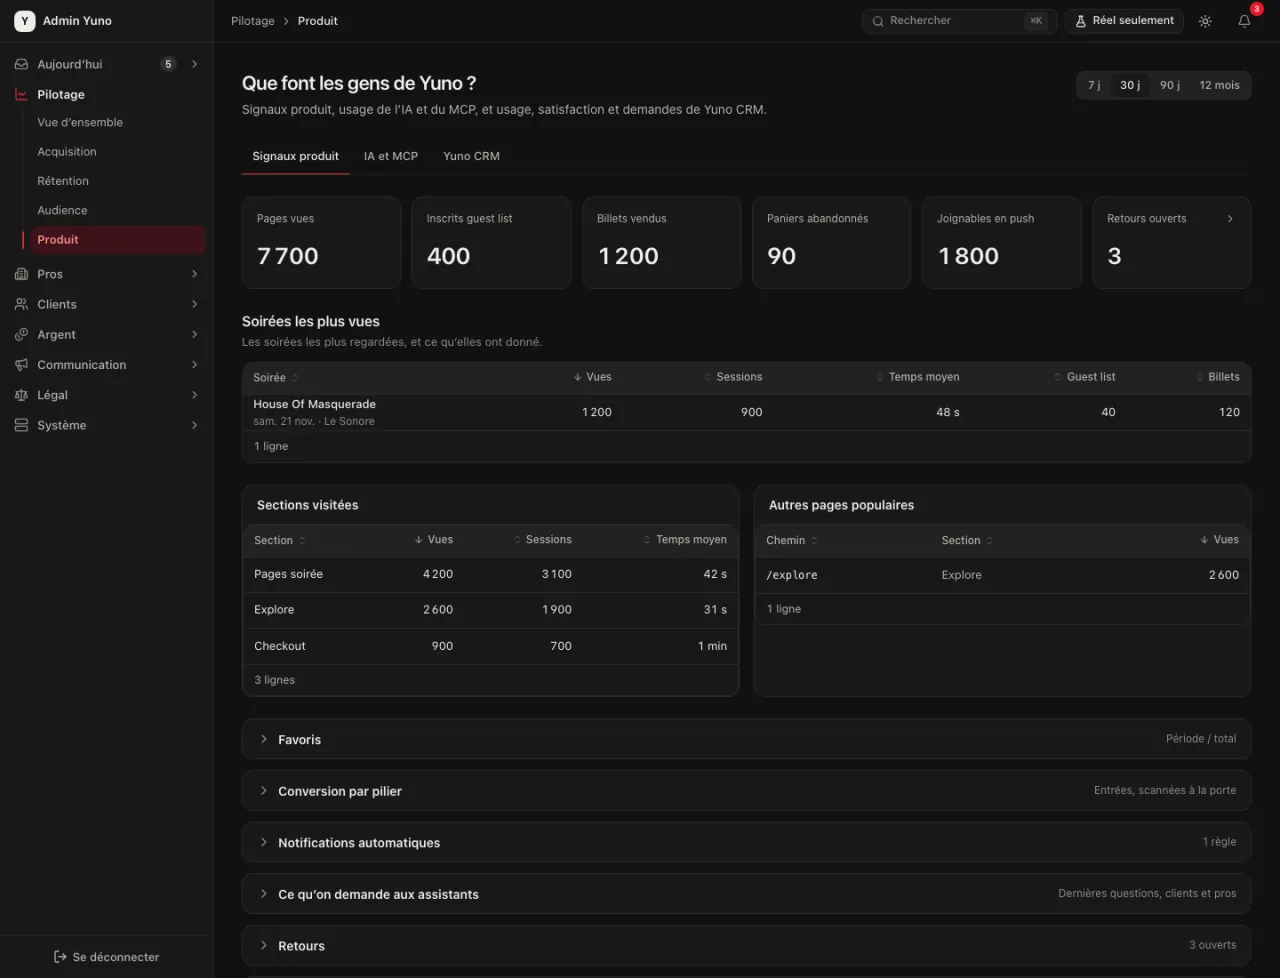 Y Admin Yuno
Pilotage > Produit
Rechercher ⌘K
Réel seulement
3
Aujourd'hui 5
Pilotage
Vue d'ensemble
Acquisition
Rétention
Audience
Produit
Pros
Clients
Argent
Communication
Légal
Système
Se déconnecter
Que font les gens de Yuno ?
Signaux produit, usage de l'IA et du MCP, et usage, satisfaction et demandes de Yuno CRM.
7 j 30 j 90 j 12 mois
Signaux produit IA et MCP Yuno CRM
Pages vues
7 700
Inscrits guest list
400
Billets vendus
1 200
Paniers abandonnés
90
Joignables en push
1 800
Retours ouverts
3
Soirées les plus vues
Les soirées les plus regardées, et ce qu'elles ont donné.
Soirée Vues Sessions Temps moyen Guest list Billets
House Of Masquerade
sam. 21 nov. · Le Sonore
1 200 900 48 s 40 120
1 ligne
Sections visitées
Section Vues Sessions Temps moyen
Pages soirée 4 200 3 100 42 s
Explore 2 600 1 900 31 s
Checkout 900 700 1 min
3 lignes
Autres pages populaires
Chemin Section Vues
/explore Explore 2 600
1 ligne
Favoris Période / total
Conversion par pilier Entrées, scannées à la porte
Notifications automatiques 1 règle
Ce qu'on demande aux assistants Dernières questions, clients et pros
Retours 3 ouverts